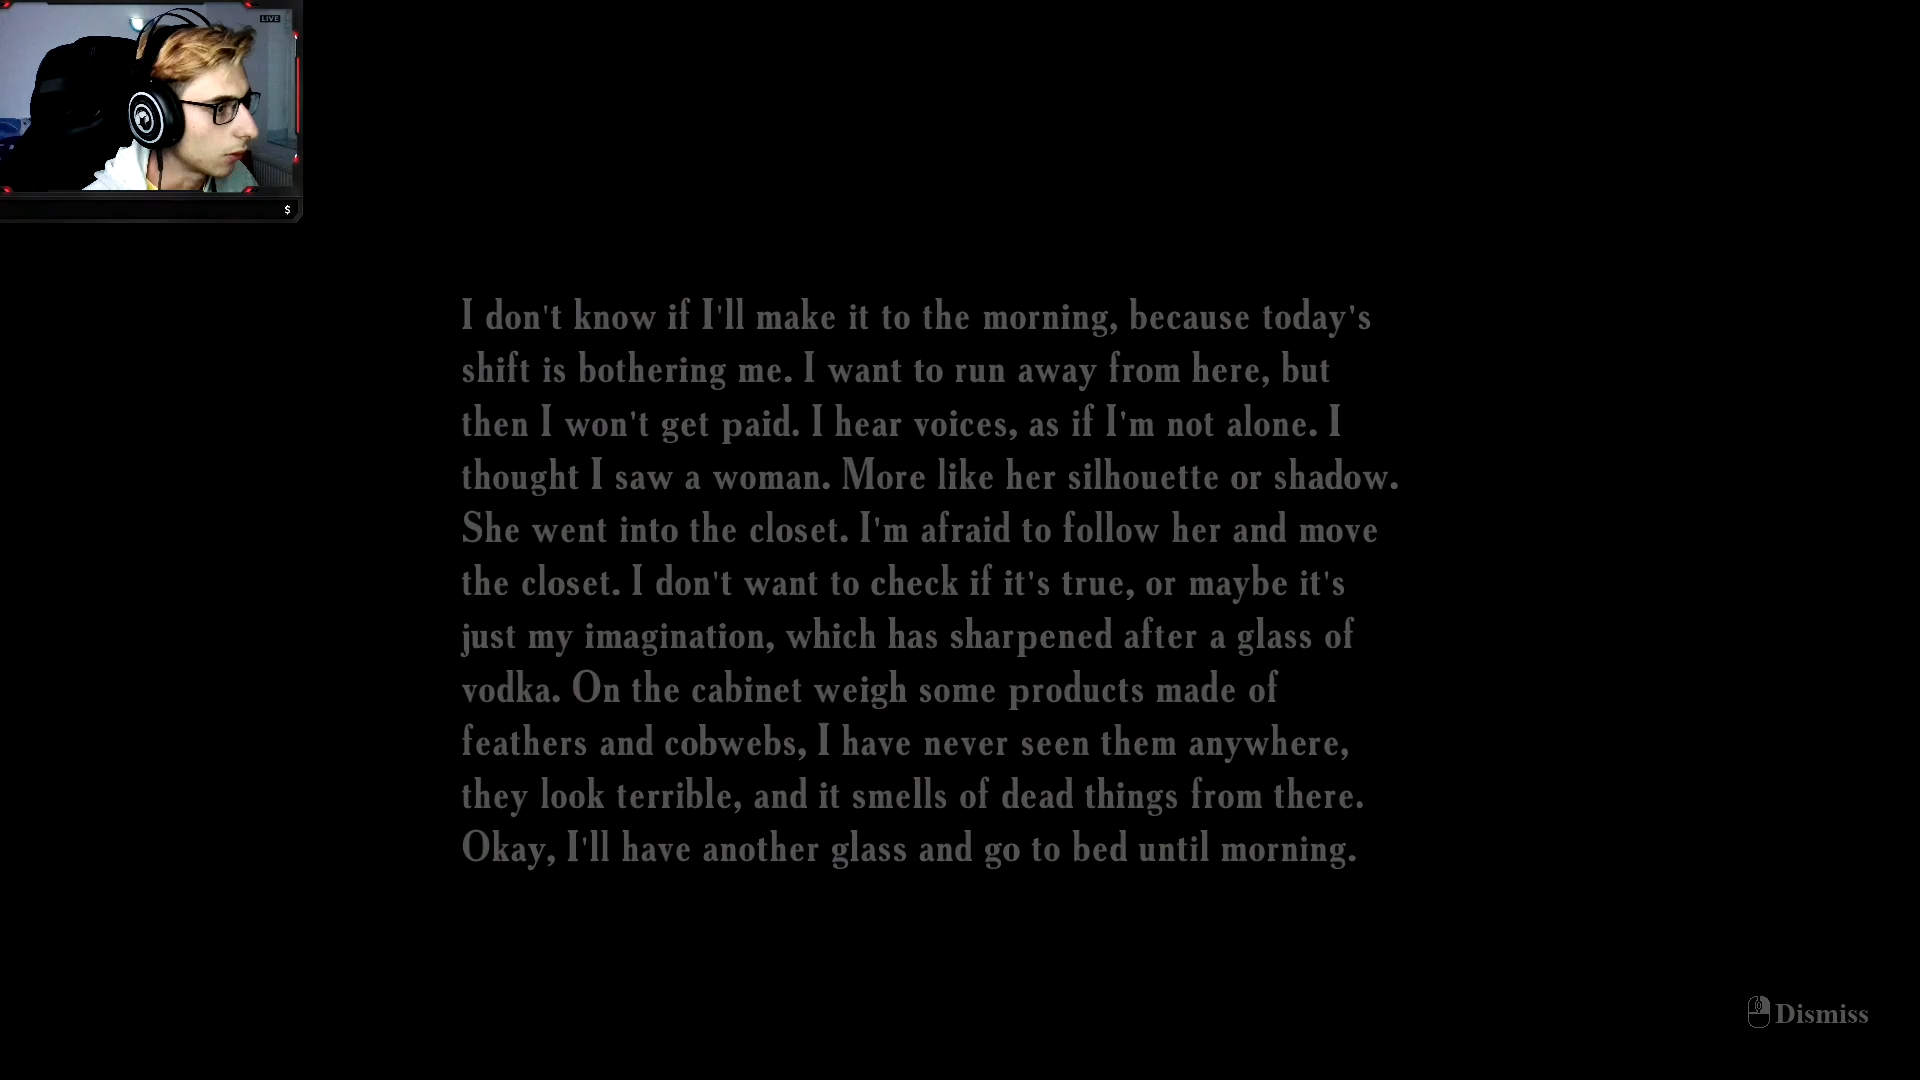 LIVE
$
I don't know if I'll make it to the morning, because today's
shift is bothering me. I want to run away from here, but
then I won't get paid. I hear voices, as if I'm not alone. I
thought I saw a woman. More like her silhouette or shadow.
She went into the closet. I'm afraid to follow her and move
the closet. I don't want to check if it's true, or maybe it's
just my imagination, which has sharpened after a glass of
vodka. On the cabinet weigh some products made of
feathers and cobwebs, I have never seen them anywhere,
they look terrible, and it smells of dead things from there.
Okay, I'll have another glass and go to bed until morning.
Dismiss